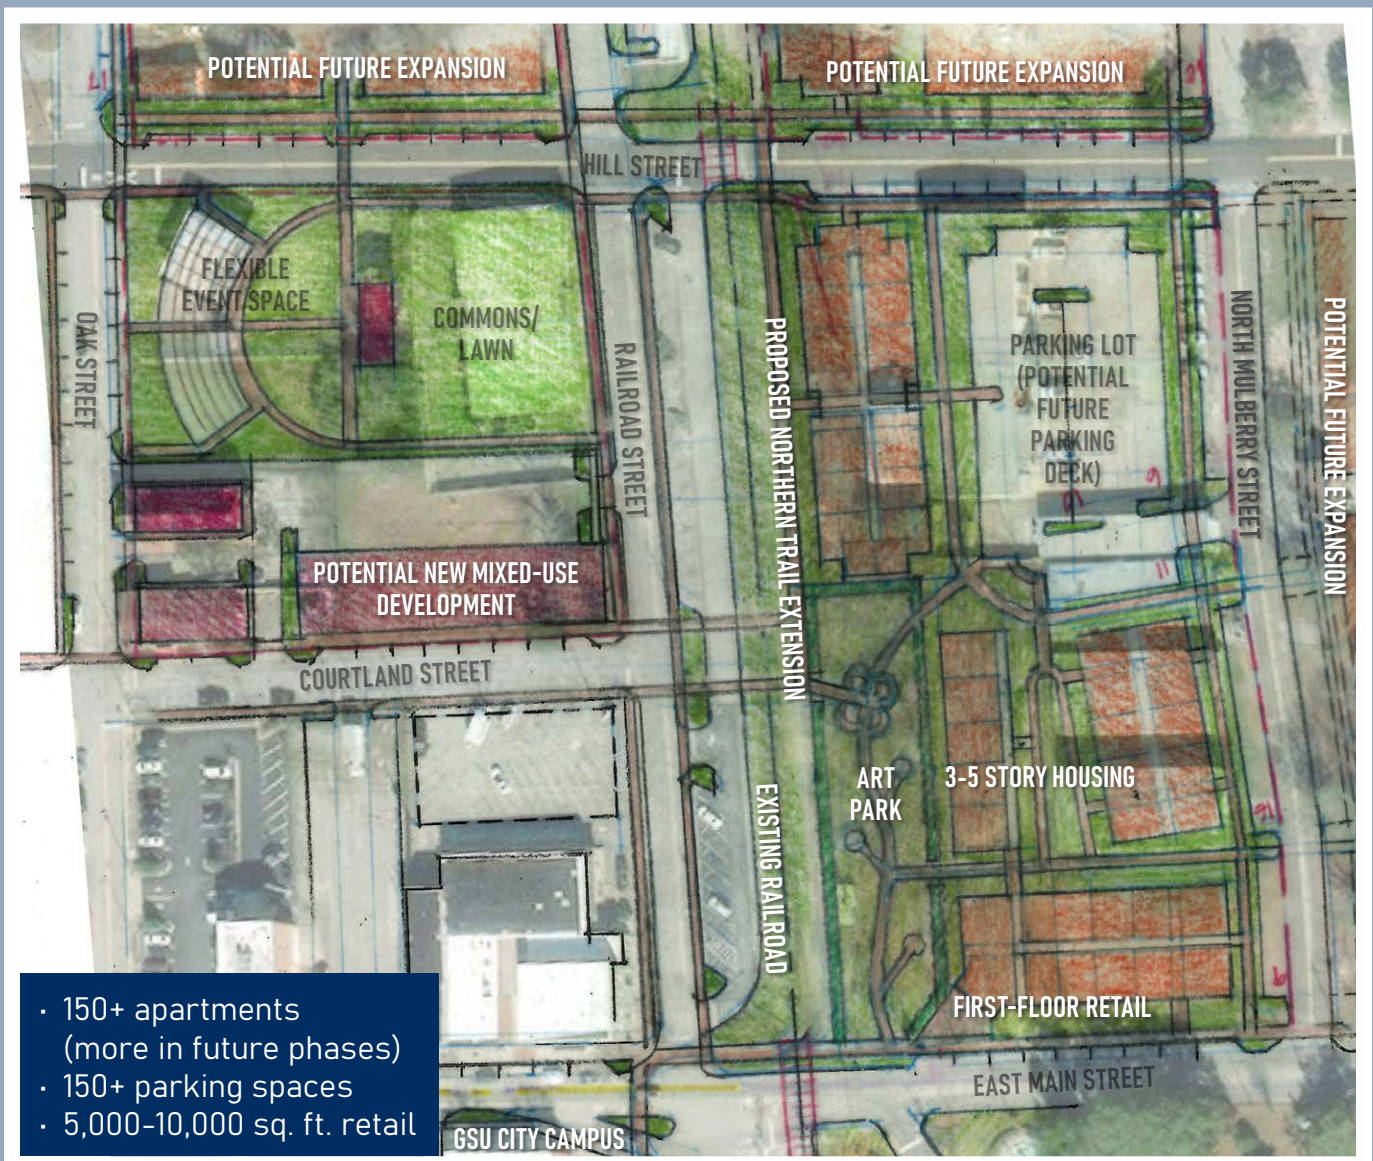 POTENTIAL FUTURE EXPANSION
POTENTIAL FUTURE EXPANSION
HILL STREET
FLEXIBLE
EVENT SPACE
COMMONS/
LAWN
OAK STREET
RAILROAD STREET
PROPOSED NORTHERN TRAIL EXTENSION
PARKING LOT
(POTENTIAL
FUTURE
PARKING
DECK)
NORTH MULBERRY STREET
POTENTIAL FUTURE EXPANSION
POTENTIAL NEW MIXED-USE
DEVELOPMENT
COURTLAND STREET
EXISTING RAILROAD
ART
PARK
3-5 STORY HOUSING
FIRST-FLOOR RETAIL
EAST MAIN STREET
· 150+ apartments
(more in future phases)
· 150+ parking spaces
· 5,000-10,000 sq. ft. retail
GSU CITY CAMPUS